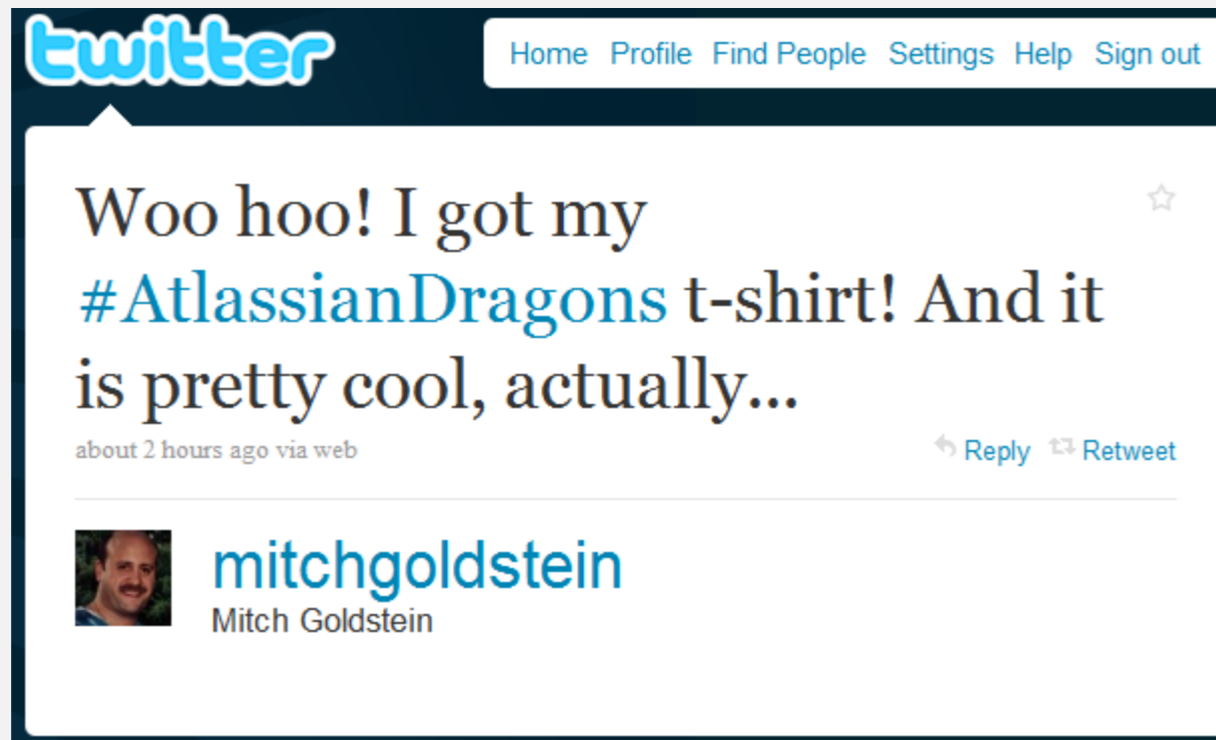 twitter
Home Profile Find People Settings Help Sign out
Woo hoo! I got my
#AtlassianDragons t-shirt! And it
is pretty cool, actually...
about 2 hours ago via web
Reply Retweet
mitchgoldstein
Mitch Goldstein